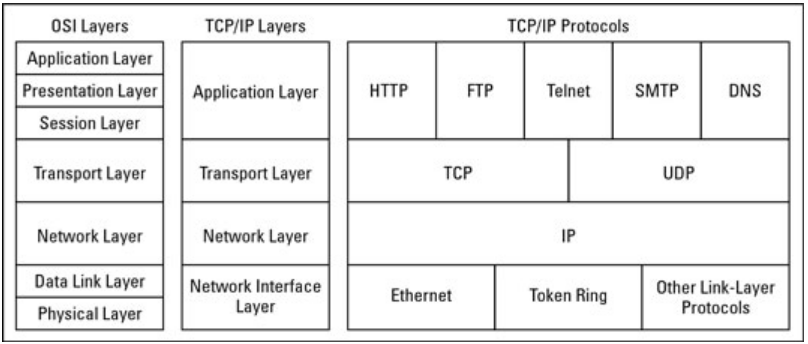 OSI Layers
TCP/IP Layers
TCP/IP Protocols
Application Layer
Presentation Layer
Session Layer
Application Layer
HTTP
FTP
Telnet
SMTP
DNS
Transport Layer
Transport Layer
TCP
UDP
Network Layer
Network Layer
IP
Data Link Layer
Physical Layer
Network Interface
Layer
Ethernet
Token Ring
Other Link-Layer
Protocols